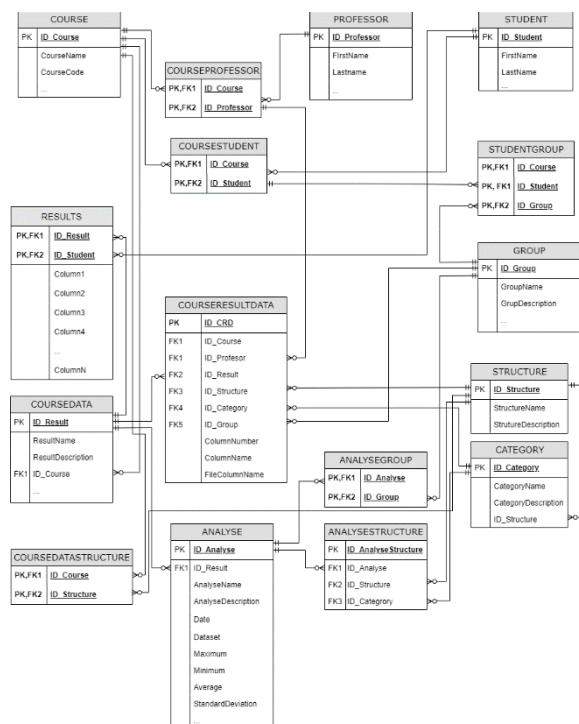 COURSE
PK ID_Course
CourseName
CourseCode
...
PROFESSOR
PK ID_Professor
FirstName
Lastname
...
STUDENT
PK ID_Student
FirstName
LastName
...
COURSEPROFESSOR
PK,FK1 ID_Course
PK,FK2 ID_Professor
COURSESTUDENT
PK,FK1 ID_Course
PK,FK2 ID_Student
STUDENTGROUP
PK,FK1 ID_Course
PK, FK1 ID_Student
PK,FK2 ID_Group
RESULTS
PK,FK1 ID_Result
PK,FK2 ID_Student
Column1
Column2
Column3
Column4
...
ColumnN
GROUP
PK ID_Group
GroupName
GrupDescription
COURSERESULTDATA
PK ID_CRD
FK1 ID_Course
FK1 ID_Profesor
FK2 ID_Result
FK3 ID_Structure
FK4 ID_Category
FK5 ID_Group
ColumnNumber
ColumnName
FileColumnName
STRUCTURE
PK ID_Structure
StructureName
StrutureDescription
COURSEDATA
PK ID_Result
ResultName
ResultDescription
FK1 ID_Course
...
CATEGORY
PK ID_Category
CategoryName
CategoryDescription
ID_Structure
ANALYSEGROUP
PK,FK1 ID_Analyse
PK,FK2 ID_Group
COURSEDATASTRUCTURE
PK,FK1 ID_Course
PK,FK2 ID_Structure
ANALYSE
PK ID_Analyse
FK1 ID_Result
AnalyseName
AnalyseDescription
Date
Dataset
Maximum
Minimum
Average
StandardDeviation
...
ANALYSESTRUCTURE
PK ID_AnalyseStructure
FK1 ID_Analyse
FK2 ID_Structure
FK3 ID_Categrory